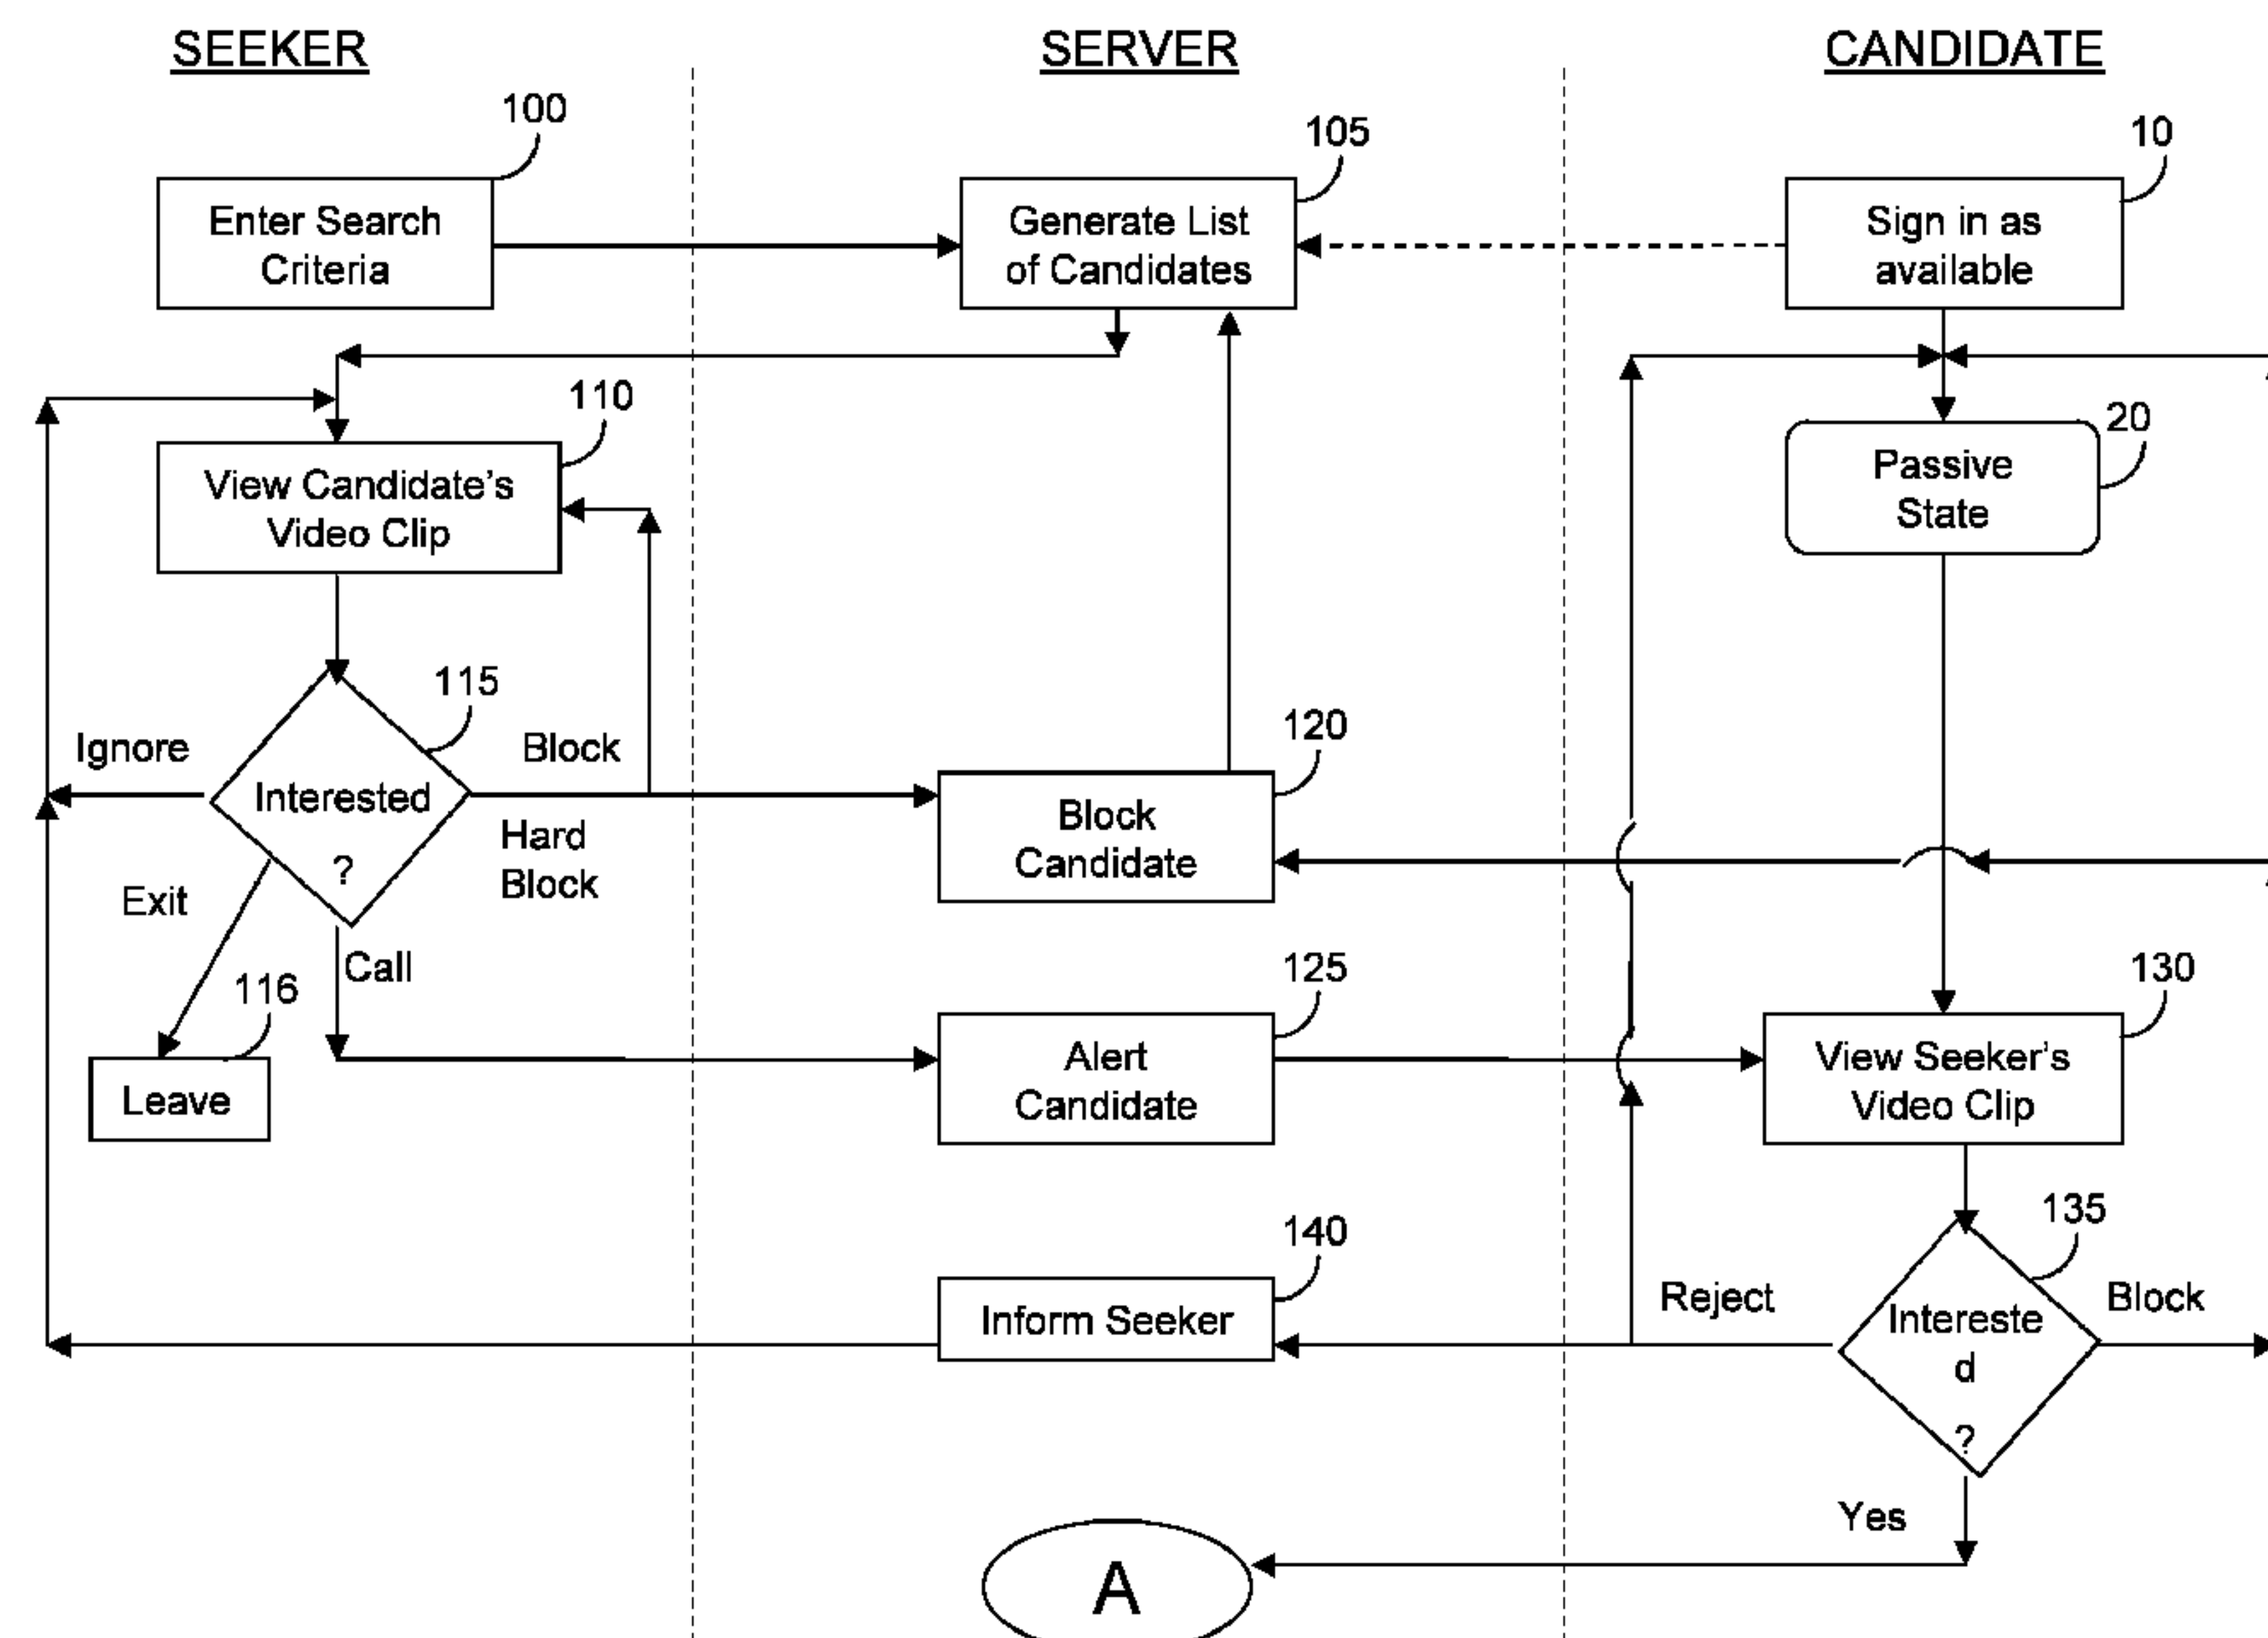 SEEKER
SERVER
CANDIDATE
100
105
10
Enter Search
Criteria
Generate List
of Candidates
Sign in as
available
110
20
View Candidate's
Video Clip
Passive
State
115
120
Ignore
Block
Interested
?
Hard
Block
Block
Candidate
Exit
Call
116
125
130
Leave
Alert
Candidate
View Seeker's
Video Clip
140
135
Inform Seeker
Reject
Intereste
d
?
Block
Yes
A